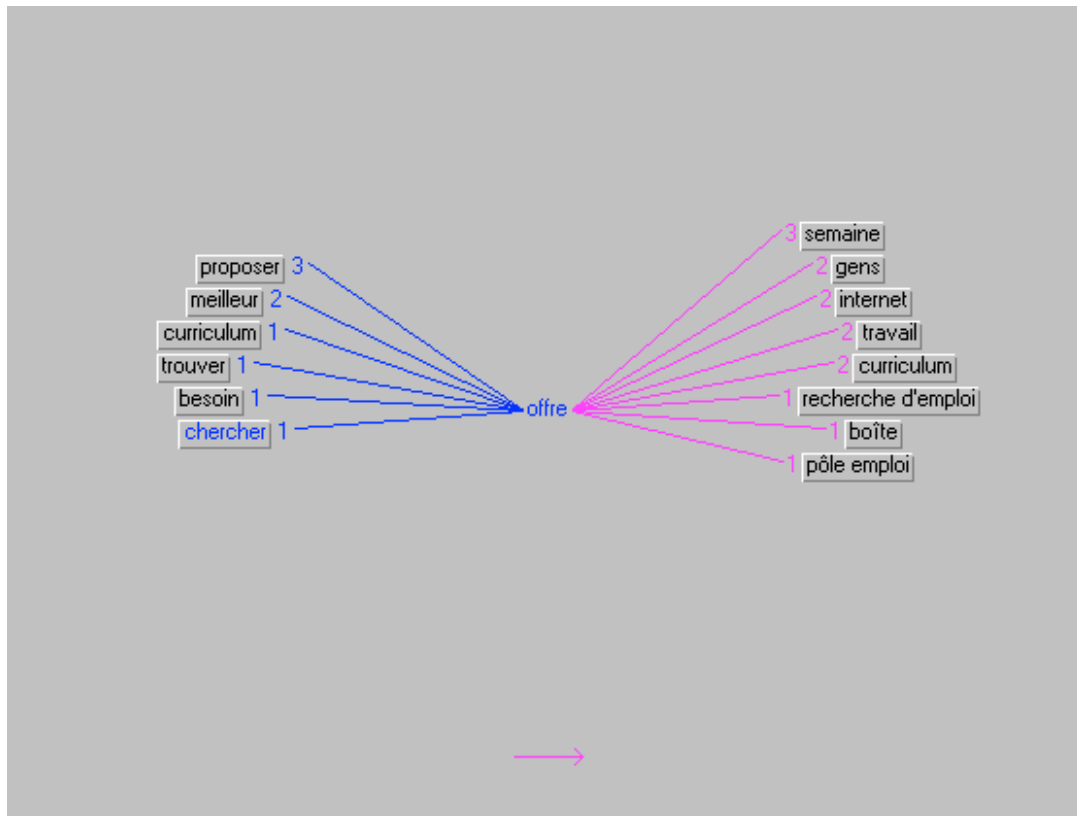 proposer 3
meilleur 2
curriculum 1
trouver 1
besoin 1
chercher 1
offre
3 semaine
2 gens
2 internet
2 travail
2 curriculum
1 recherche d'emploi
1 boîte
1 pôle emploi